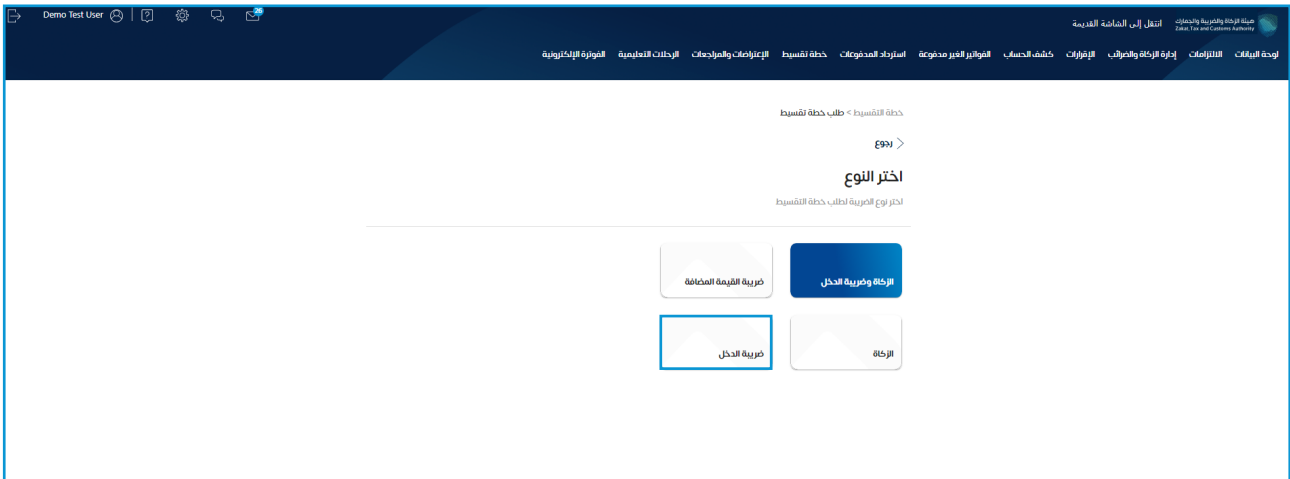 هيئة الزكاة والضريبة والجمارك
Zakat, Tax and Customs Authority
انتقل إلى الشاشة القديمة
26
Demo Test User
لوحة البيانات الالتزامات إدارة الزكاة والضرائب الإقرارات كشف الحساب الفواتير الغير مدفوعة استرداد المدفوعات خطة تقسيط الإعتراضات والمراجعات الرحلات التعليمية الفوترة الإلكترونية
خطة التقسيط > طلب خطة تقسيط
رجوع
اختر النوع
اختر نوع الضريبة لطلب خطة التقسيط
الزكاة وضريبة الدخل
ضريبة القيمة المضافة
الزكاة
ضريبة الدخل